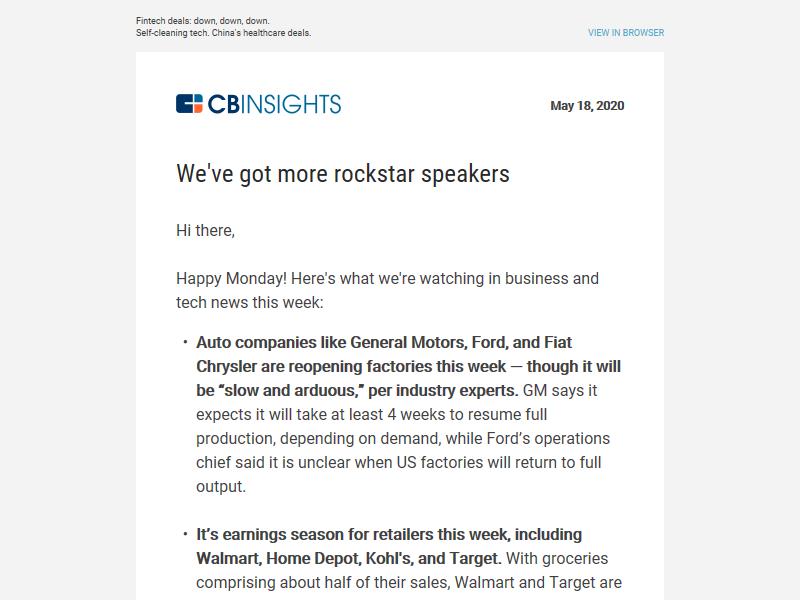 Fintech deals: down, down, down.
Self-cleaning tech. China's healthcare deals.
VIEW IN BROWSER
CBINSIGHTS
May 18, 2020
We've got more rockstar speakers
Hi there,
Happy Monday! Here's what we're watching in business and
tech news this week:
• Auto companies like General Motors, Ford, and Fiat
Chrysler are reopening factories this week — though it will
be “slow and arduous,” per industry experts. GM says it
expects it will take at least 4 weeks to resume full
production, depending on demand, while Ford’s operations
chief said it is unclear when US factories will return to full
output.
• It’s earnings season for retailers this week, including
Walmart, Home Depot, Kohl's, and Target. With groceries
comprising about half of their sales, Walmart and Target are